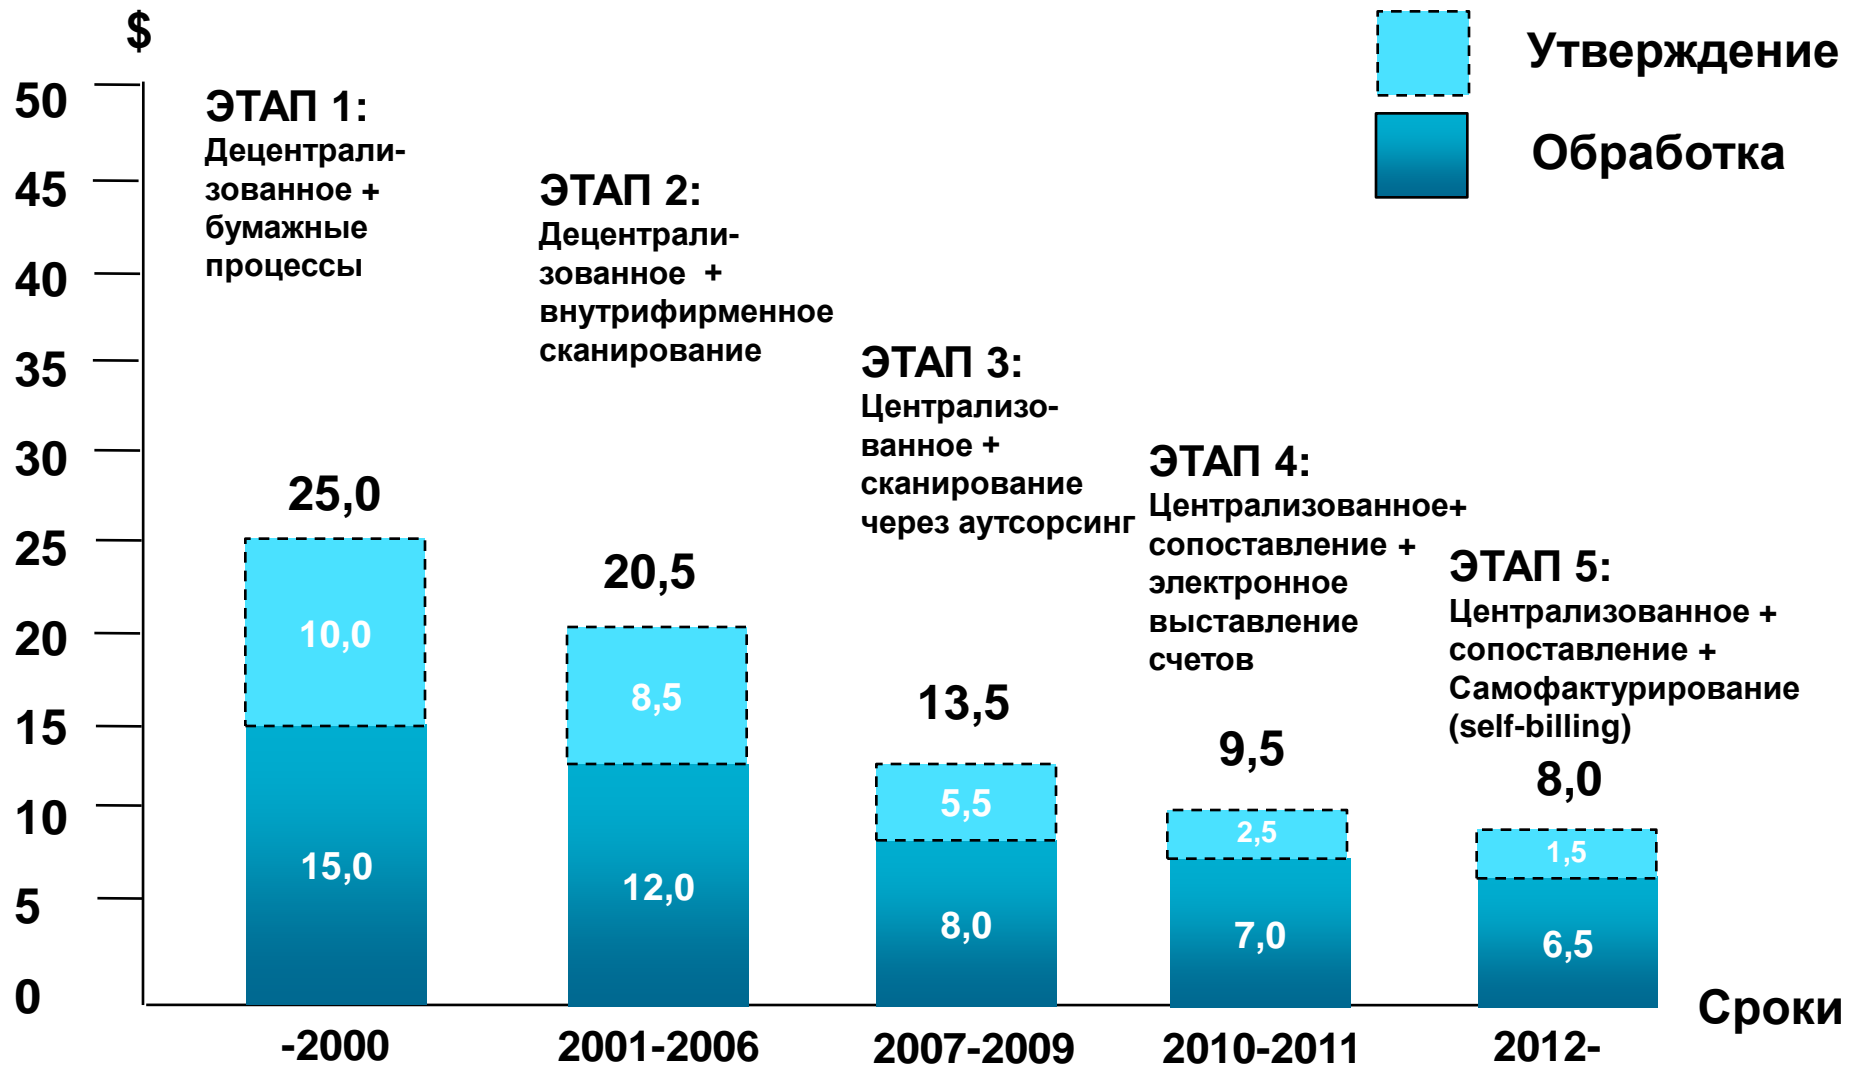 $
Утверждение
Обработка
50
45
40
35
30
25
20
15
10
5
0
ЭТАП 1:
Децентрали-
зованное +
бумажные
процессы
25,0
10,0
15,0
-2000
ЭТАП 2:
Децентрали-
зованное +
внутрифирменное
сканирование
20,5
8,5
12,0
2001-2006
ЭТАП 3:
Централизо-
ванное +
сканирование
через аутсорсинг
13,5
5,5
8,0
2007-2009
ЭТАП 4:
Централизованное+
сопоставление +
электронное
выставление
счетов
9,5
2,5
7,0
2010-2011
ЭТАП 5:
Централизованное +
сопоставление +
Самофактурирование
(self-billing)
8,0
1,5
6,5
2012-
Сроки